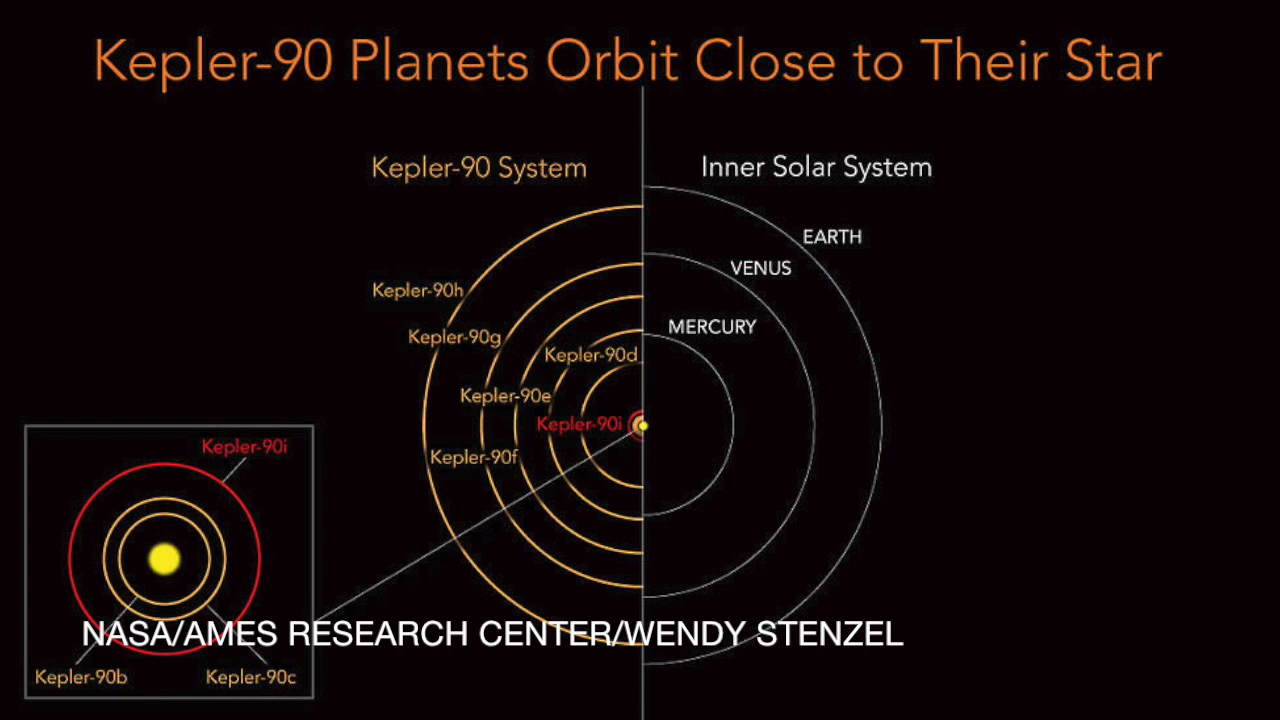 Kepler-90 Planets Orbit Close to Their Star
Kepler-90 System
Inner Solar System
EARTH
VENUS
Kepler-90h
MERCURY
Kepler-90g
Kepler-90d
Kepler-90e
Kepler-90i
Kepler-90f
Kepler-90i
NASA/AMES RESEARCH CENTER/WENDY STENZEL
Kepler-90b
Kepler-90c